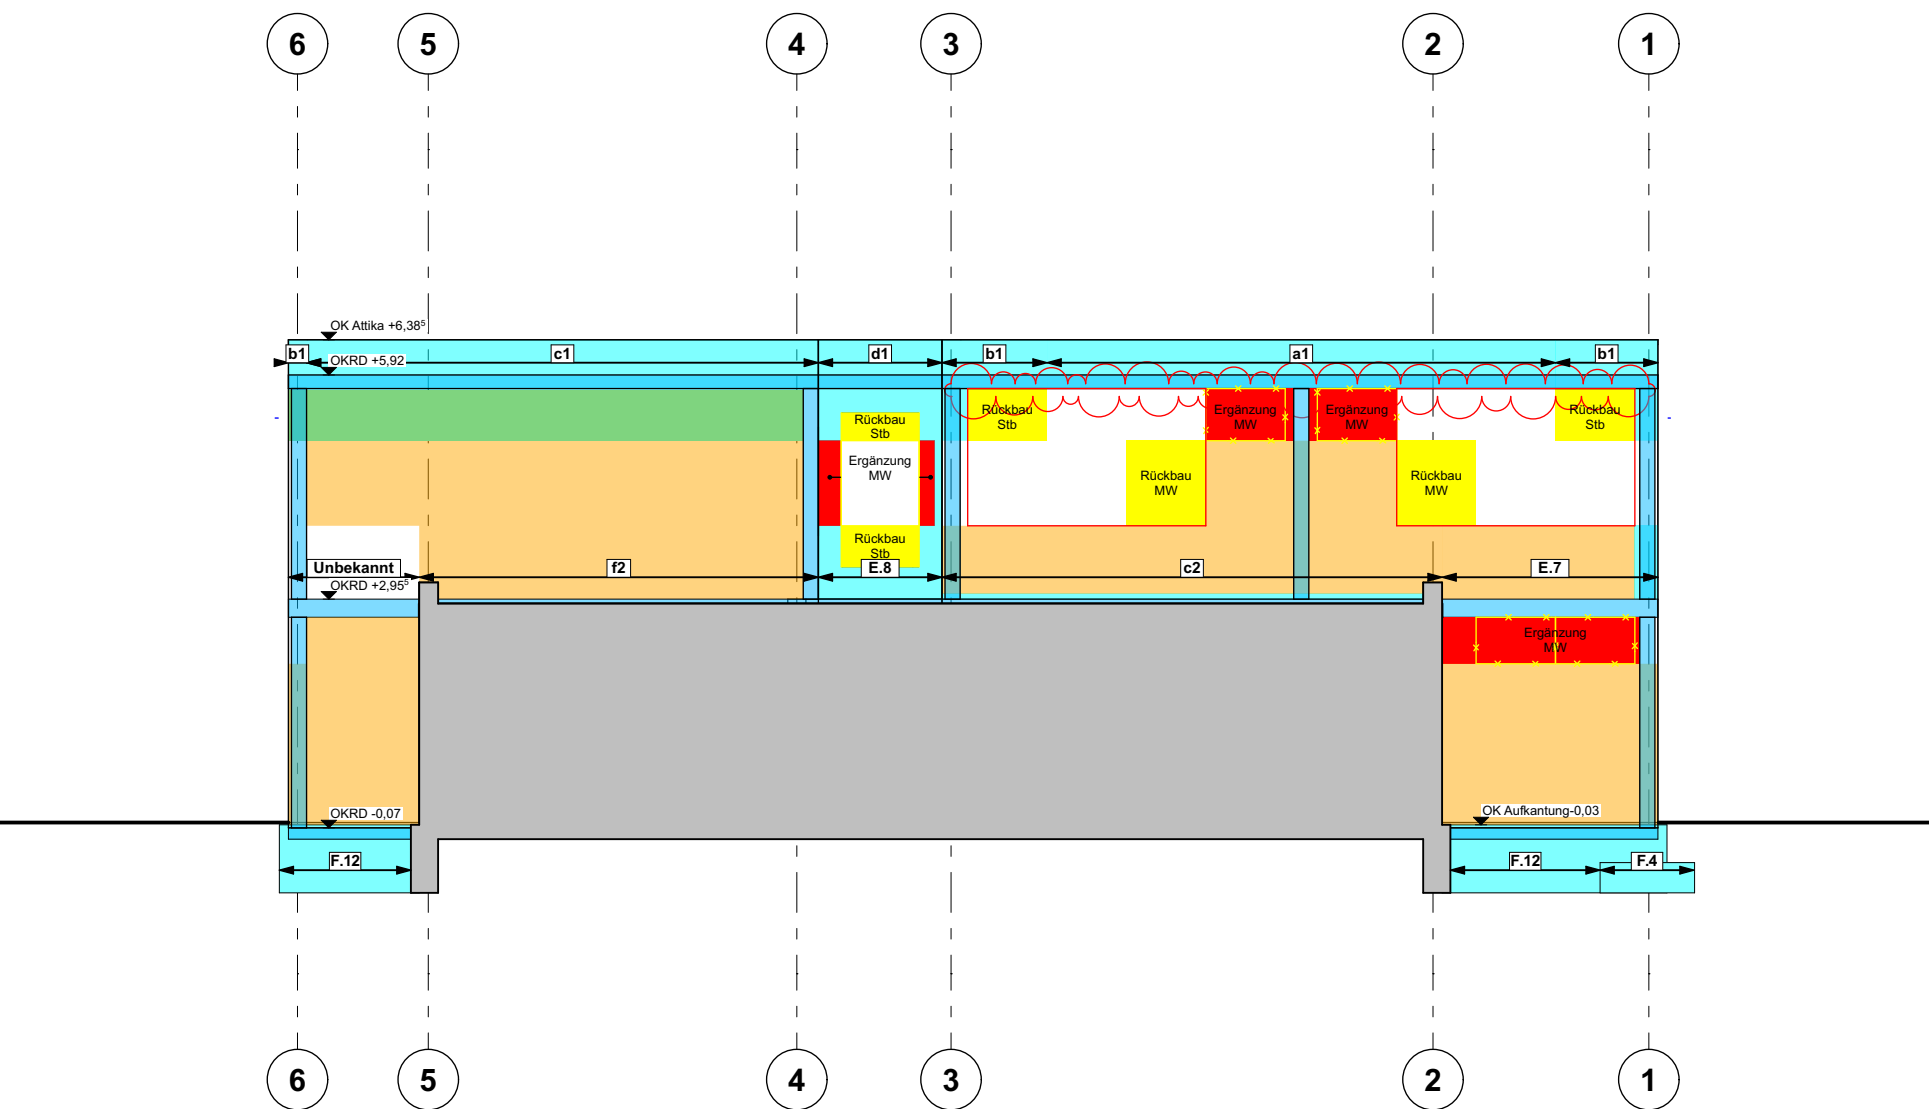 6 5 4 3 2 1
OK Attika +6,38⁵
b1 c1 d1 b1 a1 b1
OKRD +5,92
Rückbau
Stb
Ergänzung
MW
Ergänzung
MW
Rückbau
Stb
Rückbau
Stb
Ergänzung
MW
Rückbau
MW
Rückbau
MW
Rückbau
Stb
Unbekannt f2 E.8 c2 E.7
OKRD +2,95⁵
Ergänzung
MW
OKRD -0,07
OK Aufkantung-0,03
F.12 F.12 F.4
6 5 4 3 2 1